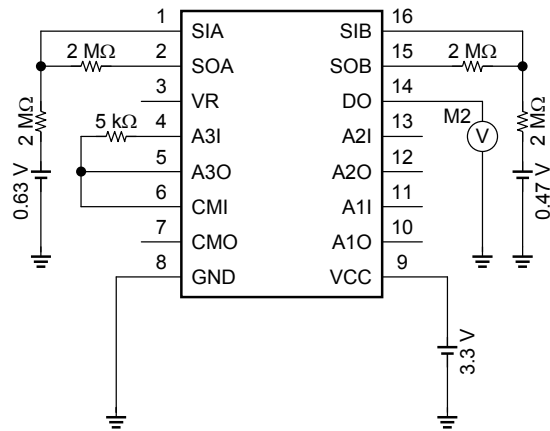 1 SIA SIB 16
2 MΩ 2 SOA SOB 15 2 MΩ
3 VR DO 14
M2 V
2 MΩ
2 MΩ
5 kΩ 4 A3I A2I 13
5 A3O A2O 12
0.63 V
0.47 V
6 CMI A1I 11
7 CMO A1O 10
8 GND VCC 9
3.3 V